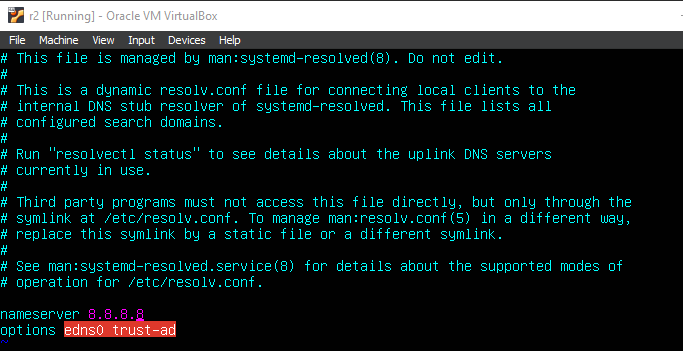 r2 [Running] - Oracle VM VirtualBox
File Machine View Input Devices Help
# This file is managed by man:systemd-resolved(8). Do not edit.
#
# This is a dynamic resolv.conf file for connecting local clients to the
# internal DNS stub resolver of systemd-resolved. This file lists all
# configured search domains.
#
# Run "resolvectl status" to see details about the uplink DNS servers
# currently in use.
#
# Third party programs must not access this file directly, but only through the
# symlink at /etc/resolv.conf. To manage man:resolv.conf(5) in a different way,
# replace this symlink by a static file or a different symlink.
#
# See man:systemd-resolved.service(8) for details about the supported modes of
# operation for /etc/resolv.conf.

nameserver 8.8.8.8
options edns0 trust-ad
~